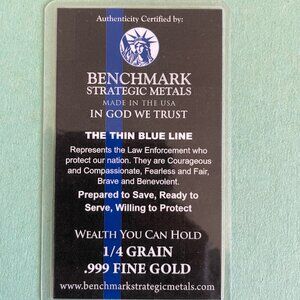 Authenticity Certified by:
BENCHMARK
STRATEGIC METALS
MADE IN THE USA
IN GOD WE TRUST
THE THIN BLUE LINE
Represents the Law Enforcement who
protect our nation. They are Courageous
and Compassionate, Fearless and Fair,
Brave and Benevolent.
Prepared to Save, Ready to
Serve, Willing to Protect
WEALTH YOU CAN HOLD
1/4 GRAIN
.999 FINE GOLD
www.benchmarkstrategicmetals.com